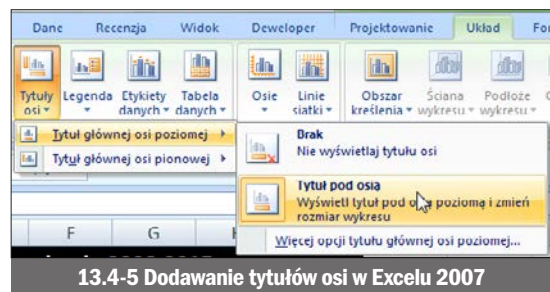 Dane Recenzja Widok Deweloper Projektowanie Układ
Tytuły osi Legenda Etykiety danych Tabela danych Osie Linie siatki Obszar kreślenia Ściana wykresu Podłoże wykresu
Tytuł głównej osi poziomej
Tytuł głównej osi pionowej
Brak
Nie wyświetlaj tytułu osi
Tytuł pod osią
Wyświetl tytuł pod osią poziomą i zmień
rozmiar wykresu
Więcej opcji tytułu głównej osi poziomej...
F G
13.4-5 Dodawanie tytułów osi w Excelu 2007